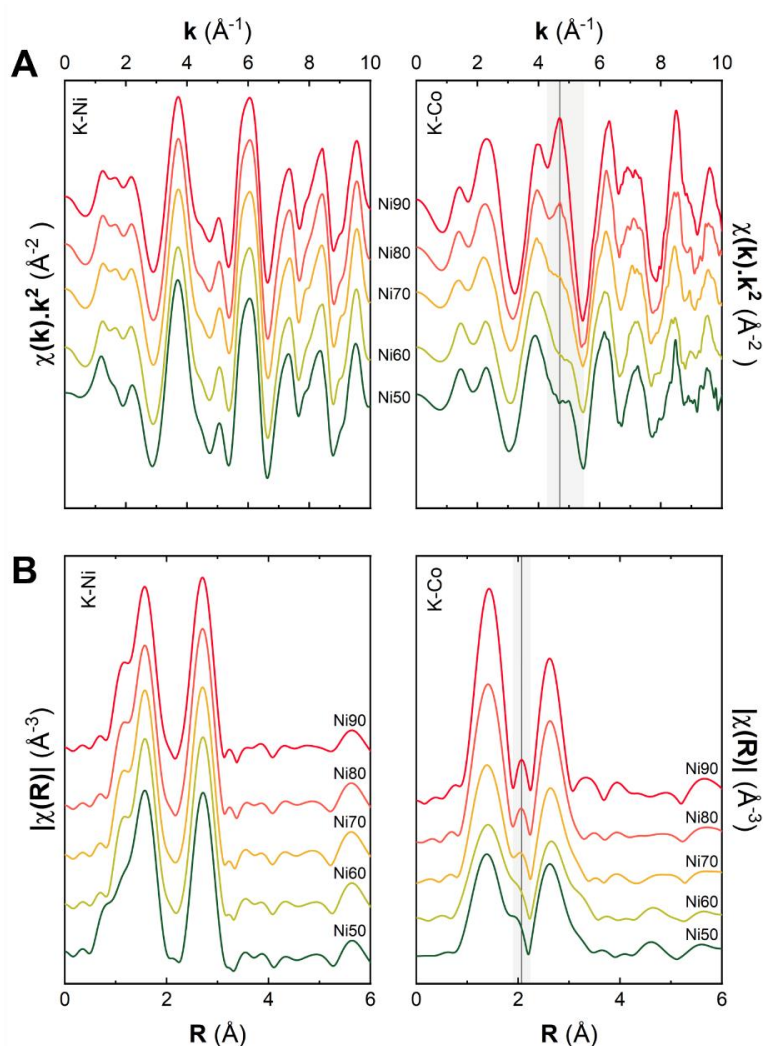 k (Å-1) k (Å-1)
0 2 4 6 8 10 0 2 4 6 8 10
A
K-Ni
K-Co
Ni90
Ni80
Ni70
Ni60
Ni50
χ(k).k2 (Å-2)
χ(k).k2 (Å-2)
B
K-Ni
K-Co
Ni90
Ni80
Ni70
Ni60
Ni50
Ni90
Ni80
Ni70
Ni60
Ni50
|χ(R)| (Å-3)
|χ(R)| (Å-3)
0 2 4 6 0 2 4 6
R (Å) R (Å)